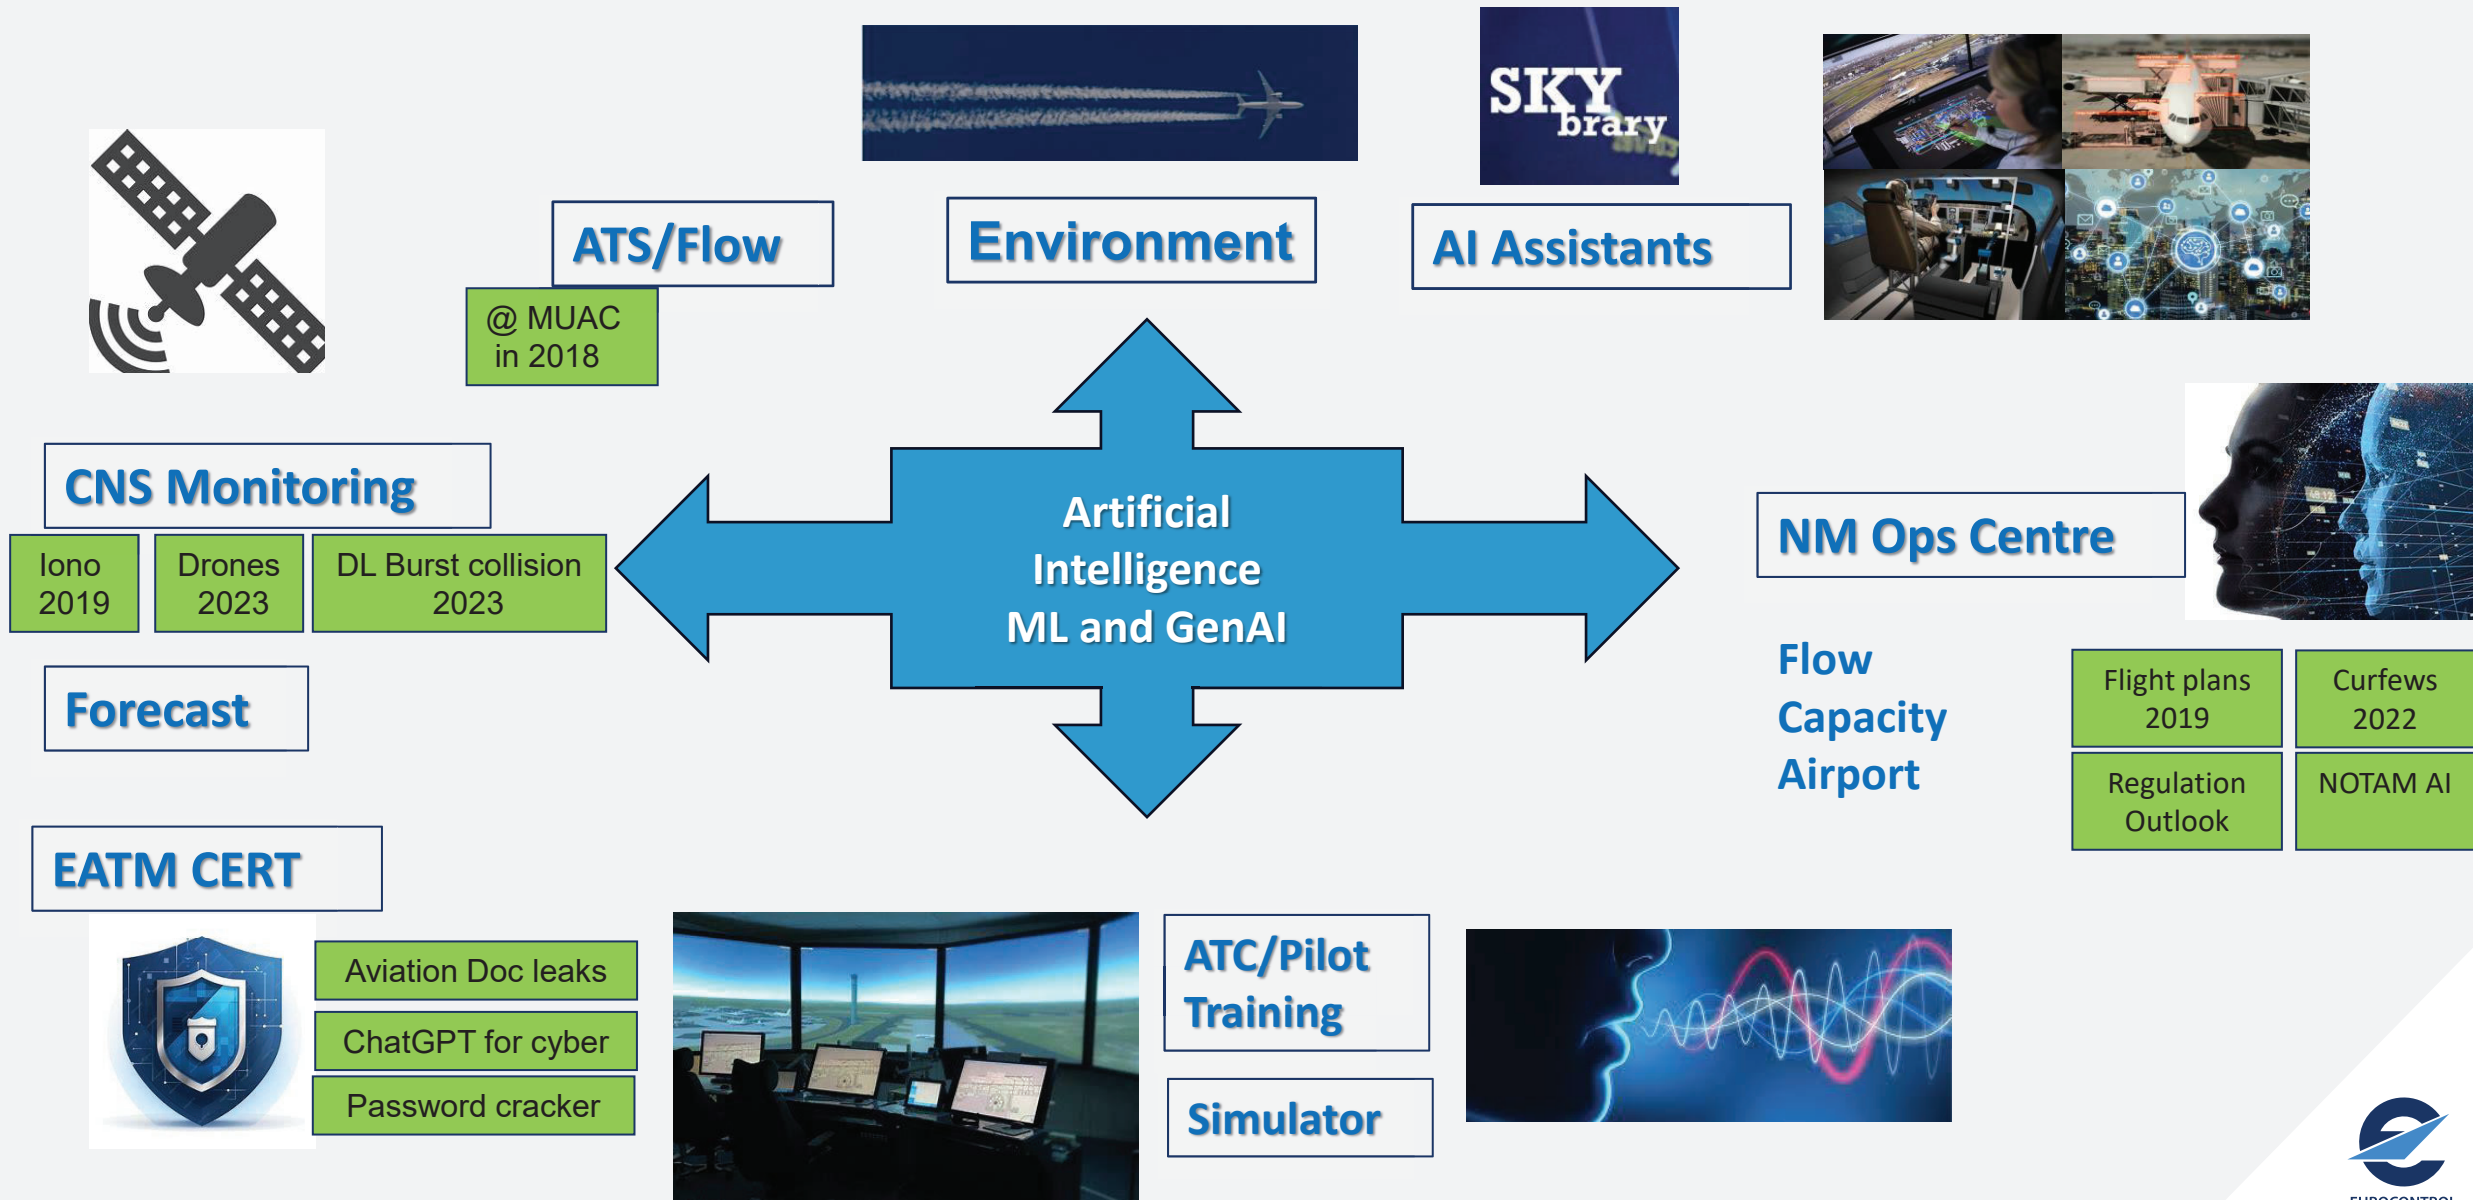 SKY
brary
ATS/Flow
@ MUAC
in 2018
Environment
AI Assistants
CNS Monitoring
Iono
2019
Drones
2023
DL Burst collision
2023
Forecast
Artificial
Intelligence
ML and GenAI
NM Ops Centre
Flow
Capacity
Airport
Flight plans
2019
Curfews
2022
Regulation
Outlook
NOTAM AI
EATM CERT
Aviation Doc leaks
ChatGPT for cyber
Password cracker
ATC/Pilot
Training
Simulator
EUROCONTROL